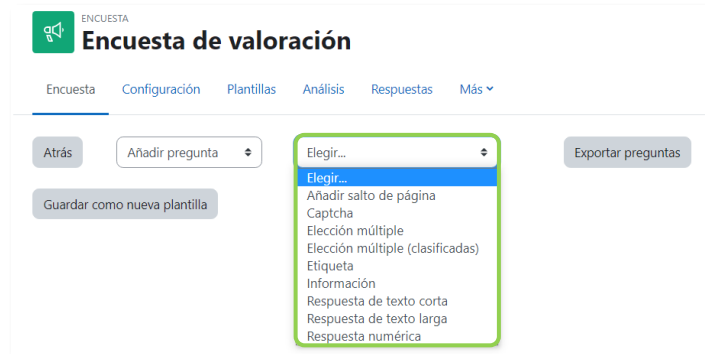 ENCUESTA
Encuesta de valoración
Encuesta Configuración Plantillas Análisis Respuestas Más
Atrás Añadir pregunta Elegir... Exportar preguntas
Elegir...
Añadir salto de página
Captcha
Elección múltiple
Elección múltiple (clasificadas)
Etiqueta
Información
Respuesta de texto corta
Respuesta de texto larga
Respuesta numérica
Guardar como nueva plantilla